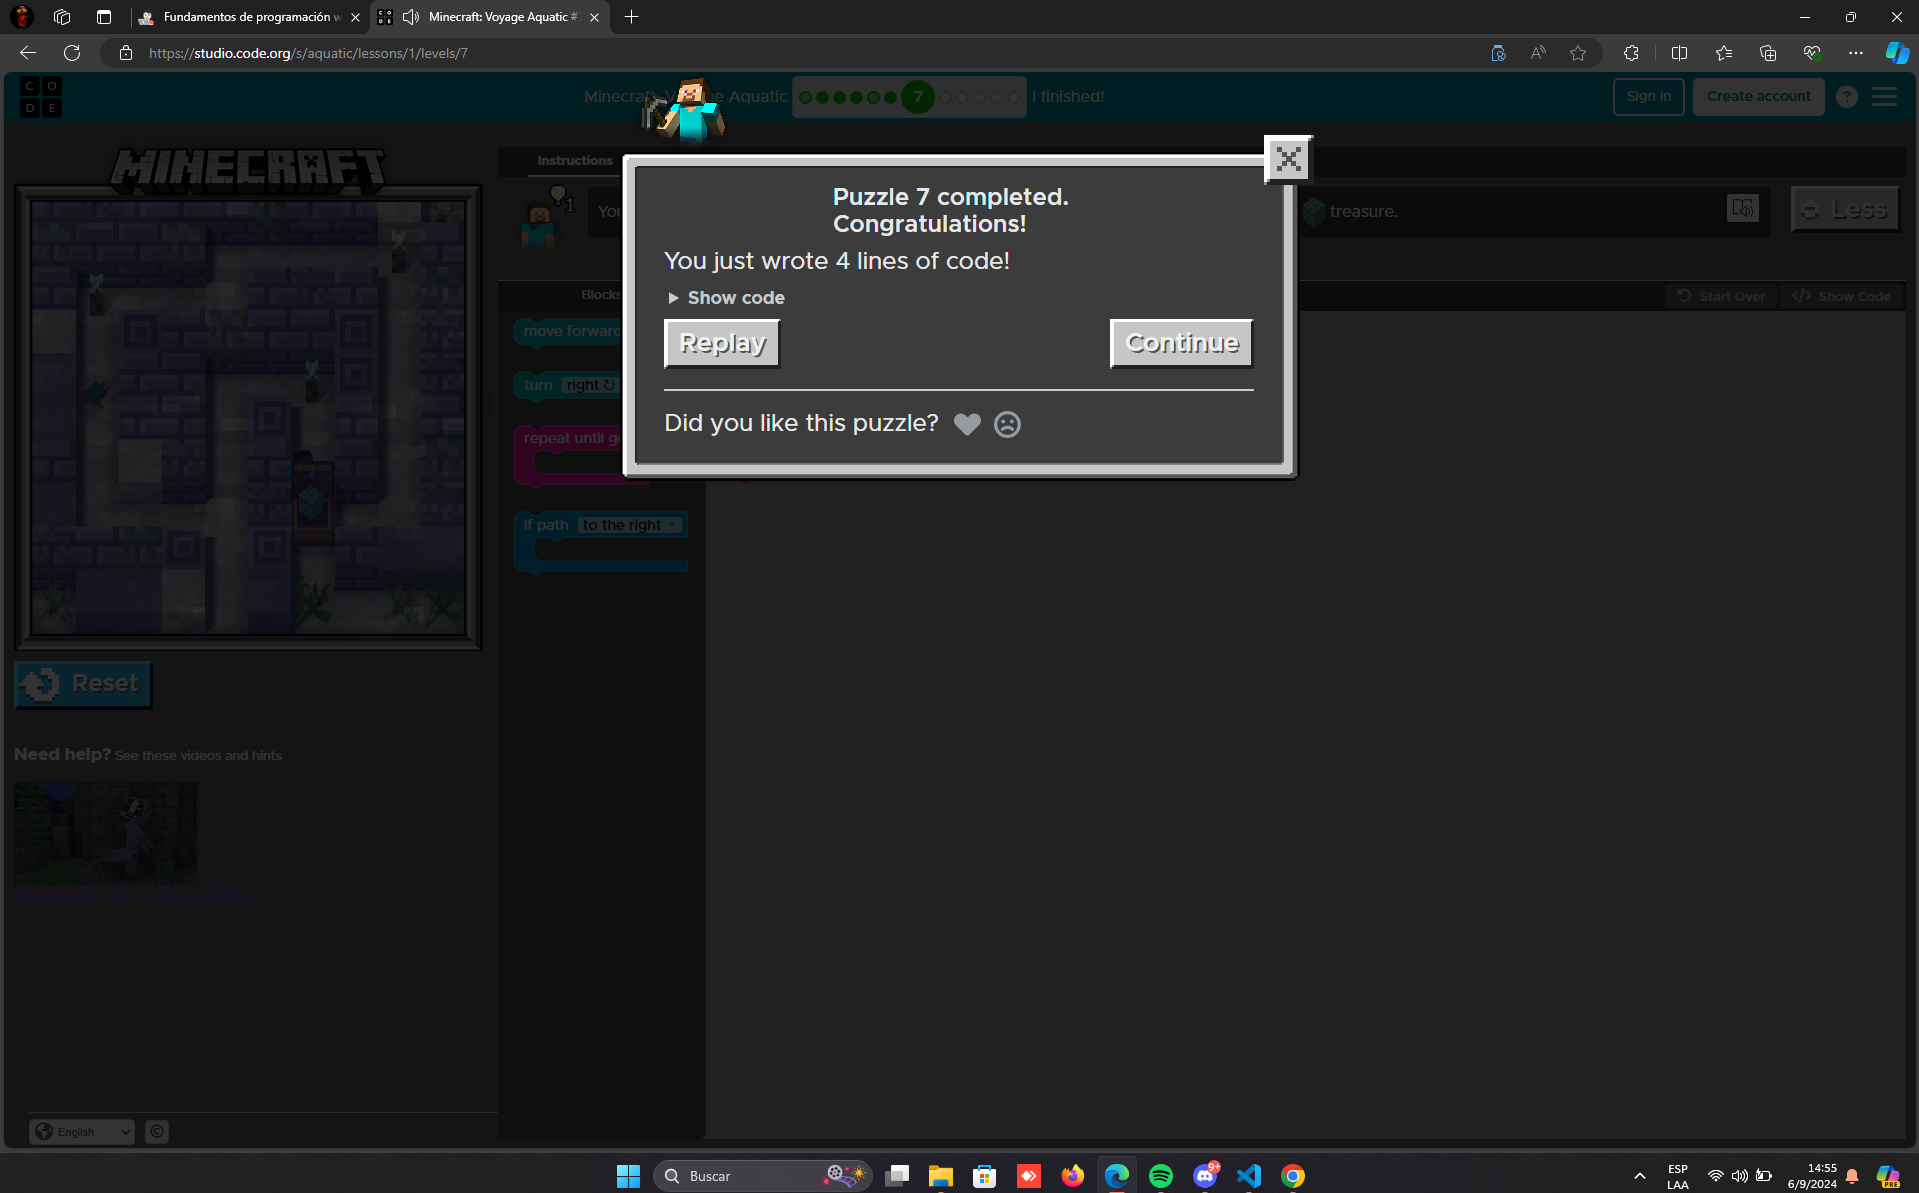 Fundamentos de programación w
Minecraft: Voyage Aquatic #
https://studio.code.org/s/aquatic/lessons/1/levels/7
C O
D E
Minecraft: V e Aquatic
7
I finished!
Sign in
Create account
?
MINECRAFT
Instructions
1
You
treasure.
Less
Puzzle 7 completed.
Congratulations!
You just wrote 4 lines of code!
Show code
Replay
Continue
Did you like this puzzle?
Blocks
Start Over
</> Show Code
move forward
turn right ↻
repeat until go
if path to the right
Reset
Need help? See these videos and hints
English
©
Buscar
9+
ESP
LAA
14:55
6/9/2024
PRE